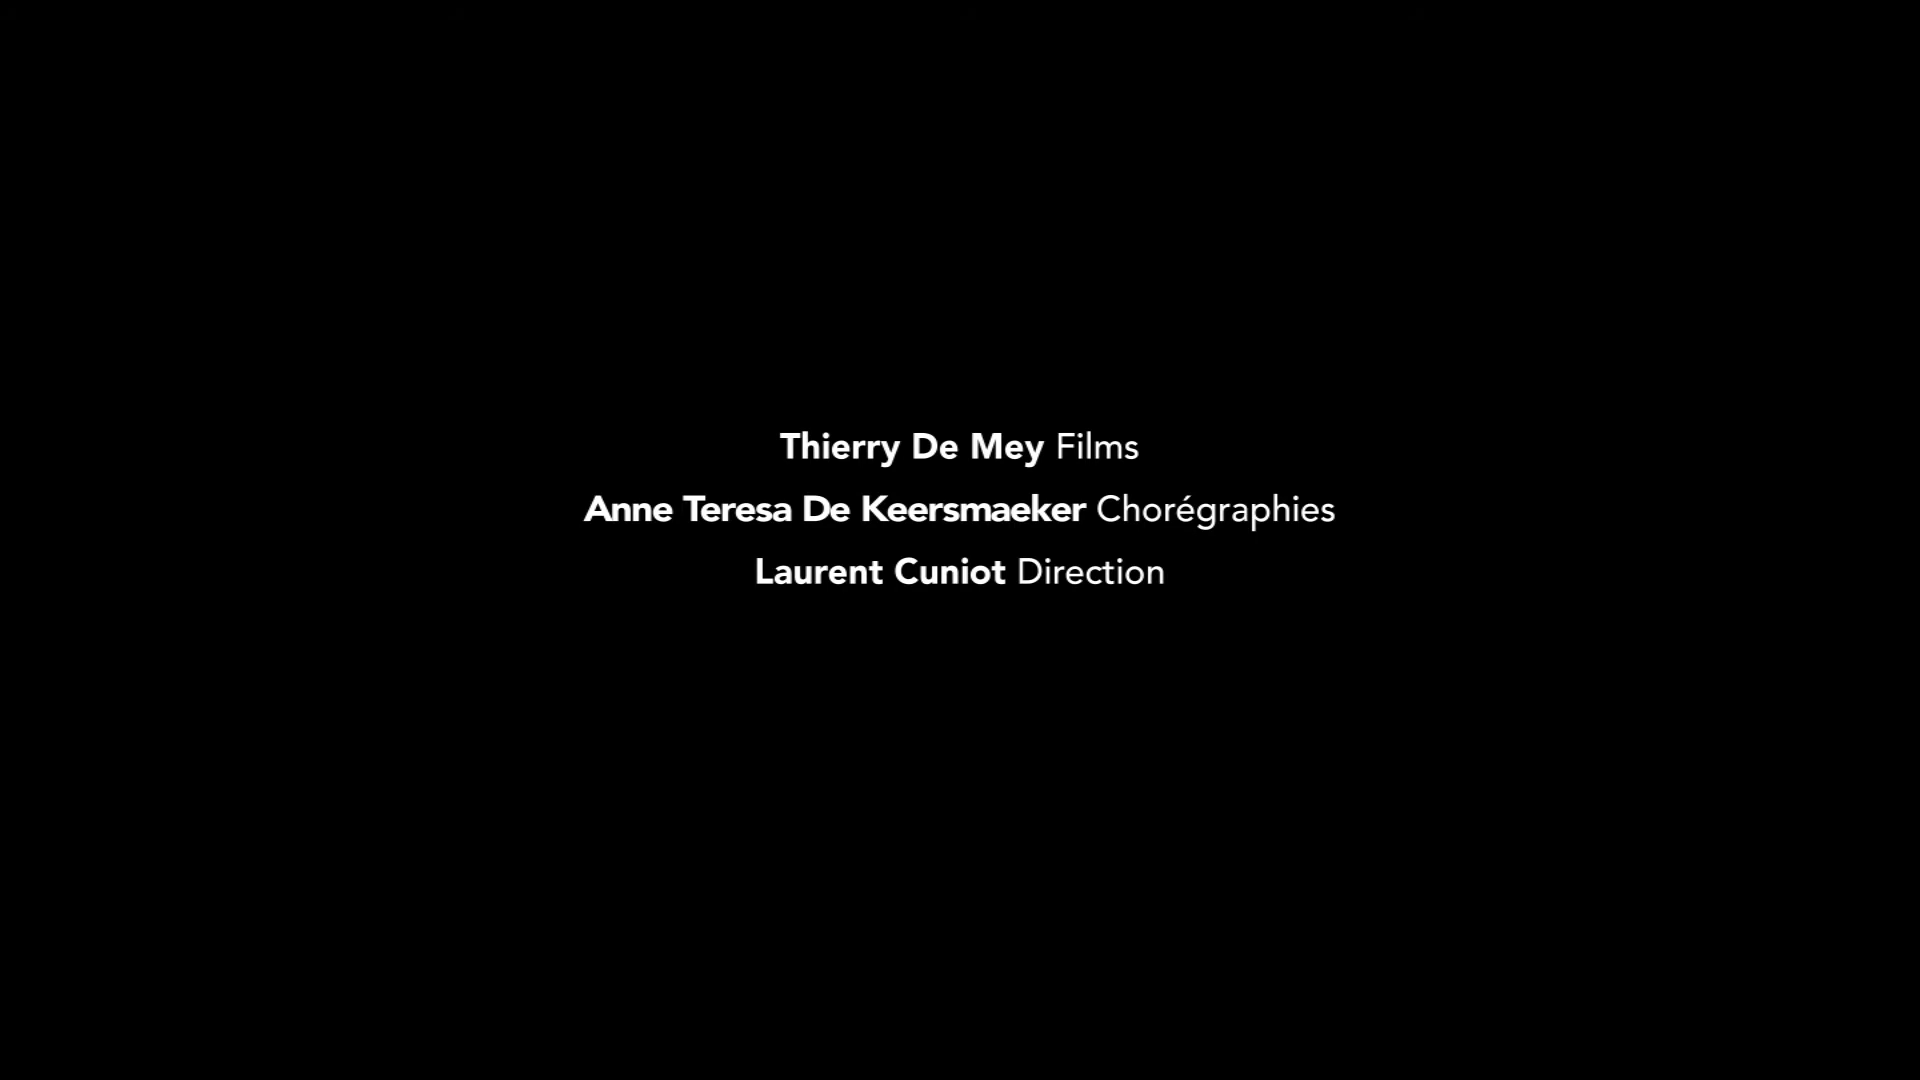 Thierry De Mey Films
Anne Teresa De Keersmaeker Chorégraphies
Laurent Cuniot Direction